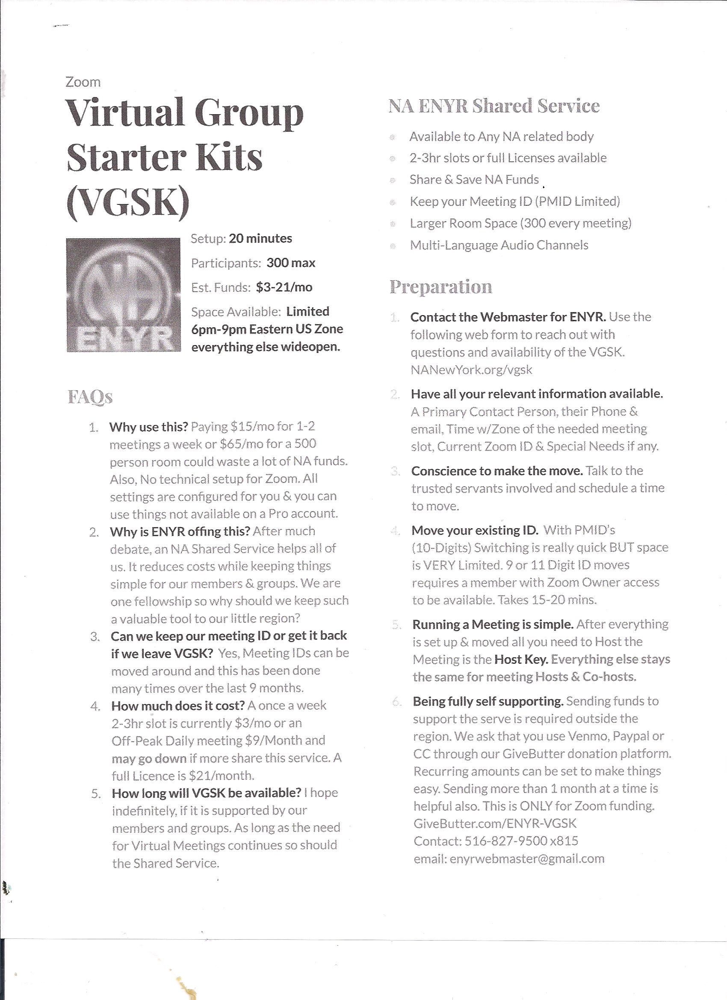 Zoom
Virtual Group
Starter Kits
(VGSK)
ENYR
Setup: 20 minutes
Participants: 300 max
Est. Funds: $3-21/mo
Space Available: Limited
6pm-9pm Eastern US Zone
everything else wideopen.
FAQs
1. Why use this? Paying $15/mo for 1-2
meetings a week or $65/mo for a 500
person room could waste a lot of NA funds.
Also, No technical setup for Zoom. All
settings are configured for you & you can
use things not available on a Pro account.
2. Why is ENYR offing this? After much
debate, an NA Shared Service helps all of
us. It reduces costs while keeping things
simple for our members & groups. We are
one fellowship so why should we keep such
a valuable tool to our little region?
3. Can we keep our meeting ID or get it back
if we leave VGSK? Yes, Meeting IDs can be
moved around and this has been done
many times over the last 9 months.
4. How much does it cost? A once a week
2-3hr slot is currently $3/mo or an
Off-Peak Daily meeting $9/Month and
may go down if more share this service. A
full Licence is $21/month.
5. How long will VGSK be available? I hope
indefinitely, if it is supported by our
members and groups. As long as the need
for Virtual Meetings continues so should
the Shared Service.
NA ENYR Shared Service
Available to Any NA related body
2-3hr slots or full Licenses available
Share & Save NA Funds
Keep your Meeting ID (PMID Limited)
Larger Room Space (300 every meeting)
Multi-Language Audio Channels
Preparation
1. Contact the Webmaster for ENYR. Use the
following web form to reach out with
questions and availability of the VGSK.
NANewYork.org/vgsk
2. Have all your relevant information available.
A Primary Contact Person, their Phone &
email, Time w/Zone of the needed meeting
slot, Current Zoom ID & Special Needs if any.
3. Conscience to make the move. Talk to the
trusted servants involved and schedule a time
to move.
4. Move your existing ID. With PMID's
(10-Digits) Switching is really quick BUT space
is VERY Limited. 9 or 11 Digit ID moves
requires a member with Zoom Owner access
to be available. Takes 15-20 mins.
5. Running a Meeting is simple. After everything
is set up & moved all you need to Host the
Meeting is the Host Key. Everything else stays
the same for meeting Hosts & Co-hosts.
6. Being fully self supporting. Sending funds to
support the serve is required outside the
region. We ask that you use Venmo, Paypal or
CC through our GiveButter donation platform.
Recurring amounts can be set to make things
easy. Sending more than 1 month at a time is
helpful also. This is ONLY for Zoom funding.
GiveButter.com/ENYR-VGSK
Contact: 516-827-9500 x815
email: enyrwebmaster@gmail.com